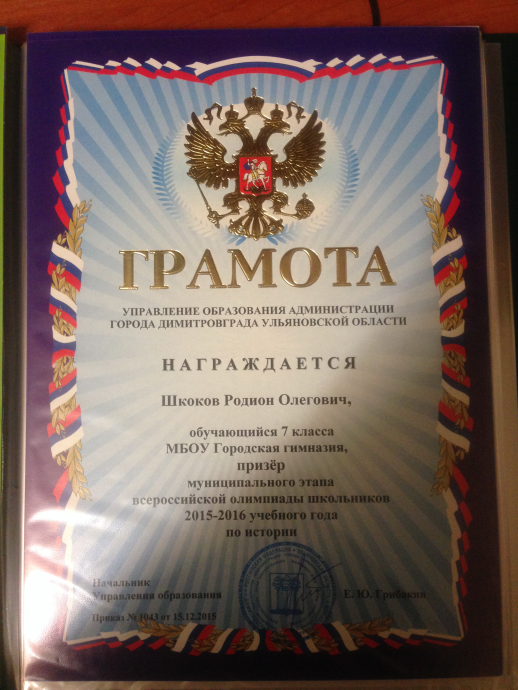 ГРАМОТА
УПРАВЛЕНИЕ ОБРАЗОВАНИЯ АДМИНИСТРАЦИИ
ГОРОДА ДИМИТРОВГРАДА УЛЬЯНОВСКОЙ ОБЛАСТИ
НАГРАЖДАЕТСЯ
Шкоков Родион Олегович,
обучающийся 7 класса
МБОУ Городская гимназия,
призёр
муниципального этапа
всероссийской олимпиады школьников
2015-2016 учебного года
по истории
Начальник
Управления образования
Е. Ю. Грибакин
Приказ № 1043 от 15.12.2015